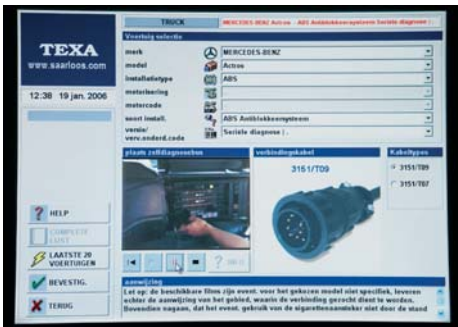 TRUCK
MERCEDES-BENZ Actros - ABS Antiblokkeersysteem Seriële diagnose | .
TEXA
www.saarloos.com
12:38 19 jan. 2006
Voertuig selectie
merk MERCEDES-BENZ
model Actros
installatietype ABS
motorisering
motorcode
soort install. ABS Antiblokkeersysteem
versie/
verv.onderd.code Seriële diagnose | .
plaats zelfdiagnosebus
verbindingskabel
Kabeltypes
3151/T09
3151/T09
3151/T07
? HELP
COMPLETE
LIJST
LAATSTE 20
VOERTUIGEN
BEVESTIG.
TERUG
aanwijzing
Let op: de beschikbare films zijn event. voor het gekozen model niet specifiek, leveren
echter de aanwijzing van het gebied, waarin de verbinding gezocht dient te worden.
Bovendien nagaan, dat het event. gebruik van de sigarettenaansteker niet door de stand